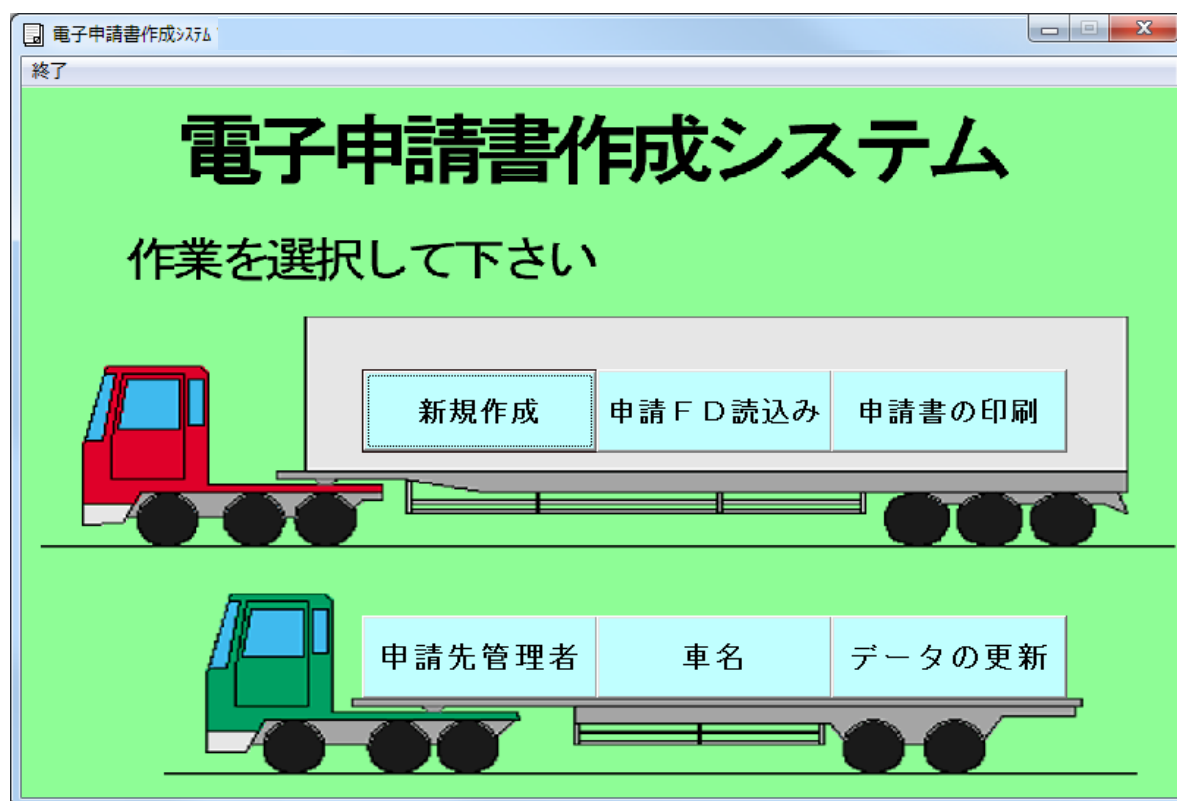 電子申請書作成ｼｽﾃﾑ
終了
電子申請書作成システム
作業を選択して下さい
新規作成 申請ＦＤ読込み 申請書の印刷
申請先管理者 車名 データの更新